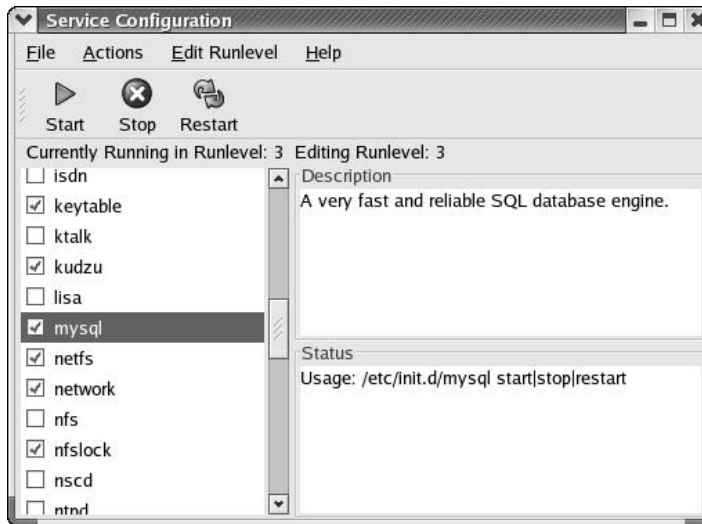 Service Configuration
File Actions Edit Runlevel Help
Start Stop Restart
Currently Running in Runlevel: 3 Editing Runlevel: 3
isdn
keytable
ktalk
kudzu
lisa
mysql
netfs
network
nfs
nfslock
nscd
ntpd
Description
A very fast and reliable SQL database engine.
Status
Usage: /etc/init.d/mysql start|stop|restart